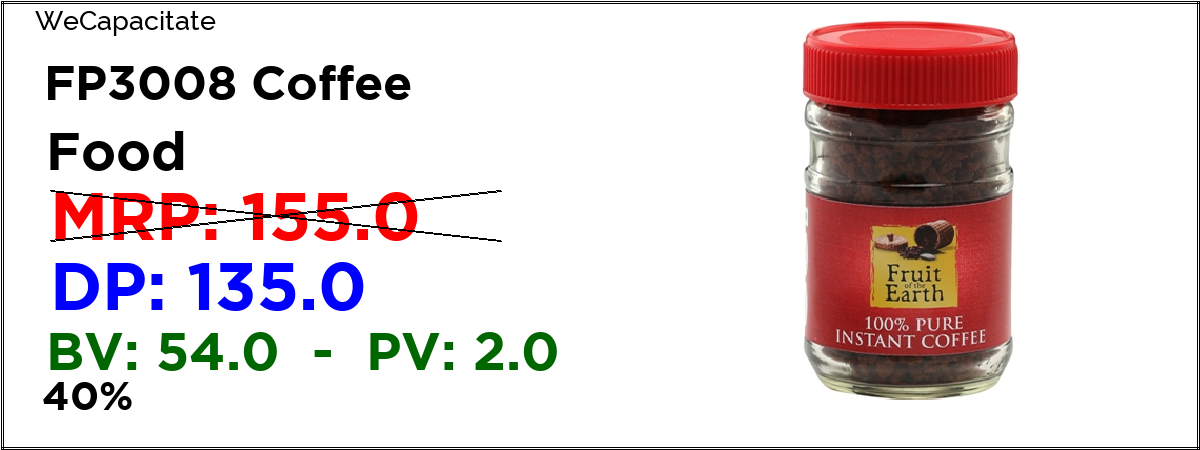 WeCapacitate
FP3008 Coffee
Food
MRP: 155.0
DP: 135.0
BV: 54.0 - PV: 2.0
40%
Fruit
of the
Earth
100% PURE
INSTANT COFFEE